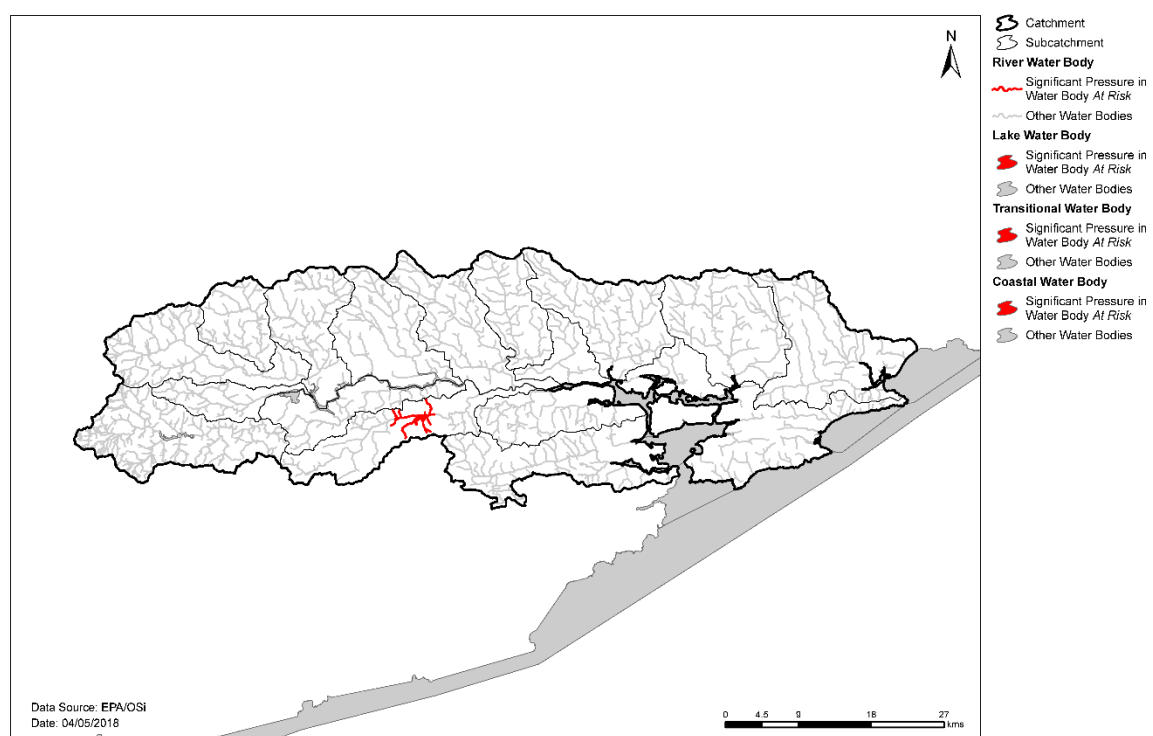 N
Catchment
Subcatchment
River Water Body
Significant Pressure in
Water Body At Risk
Other Water Bodies
Lake Water Body
Significant Pressure in
Water Body At Risk
Other Water Bodies
Transitional Water Body
Significant Pressure in
Water Body At Risk
Other Water Bodies
Coastal Water Body
Significant Pressure in
Water Body At Risk
Other Water Bodies
Data Source: EPA/OSi
Date: 04/05/2018
0 4.5 9 18 27
kms